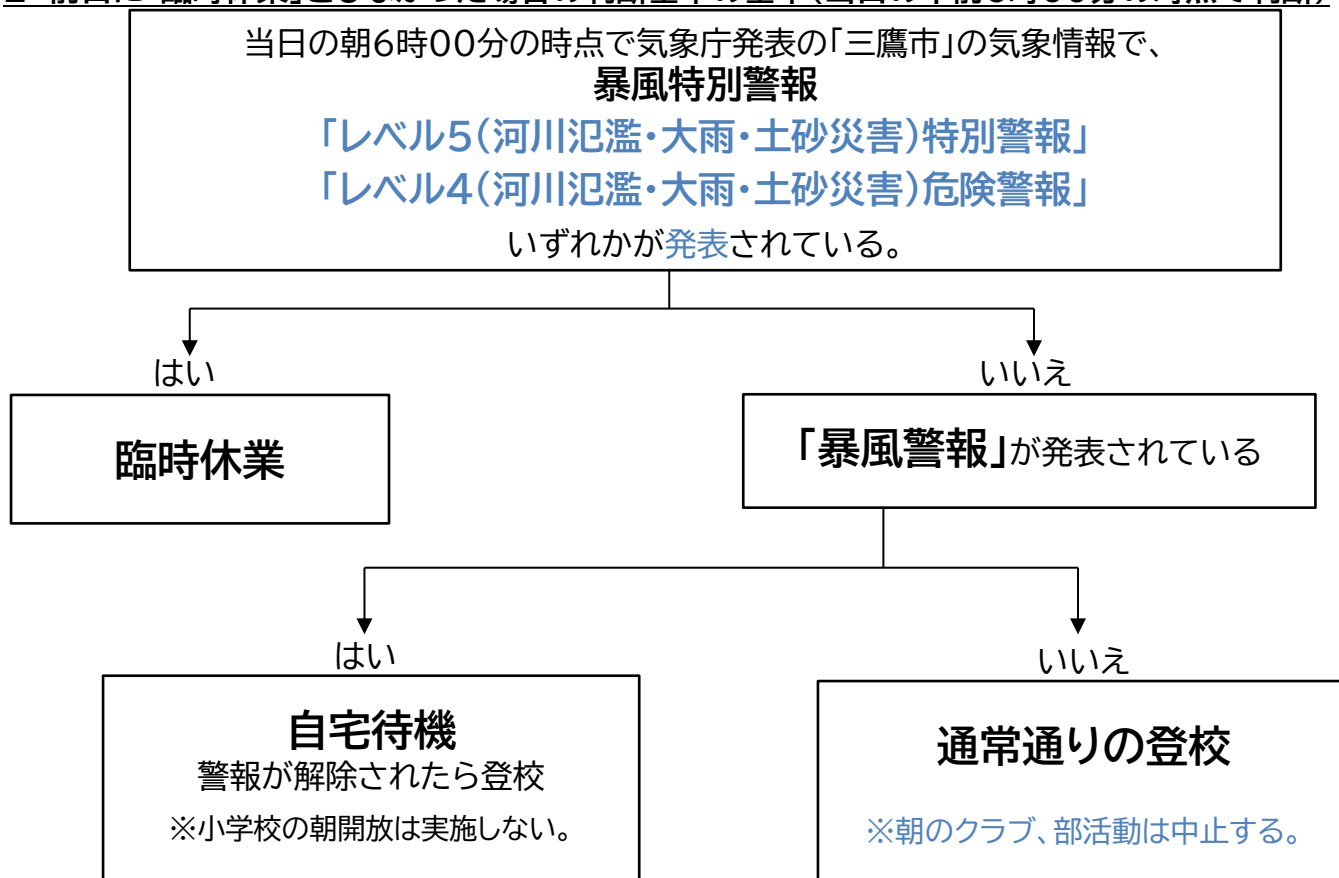 当日の朝6時00分の時点で気象庁発表の「三鷹市」の気象情報で、
暴風特別警報
「レベル5(河川氾濫・大雨・土砂災害)特別警報」
「レベル4(河川氾濫・大雨・土砂災害)危険警報」
いずれかが発表されている。
はい
いいえ
臨時休業
「暴風警報」が発表されている
はい
いいえ
自宅待機
警報が解除されたら登校
※小学校の朝開放は実施しない。
通常通りの登校
※朝のクラブ、部活動は中止する。